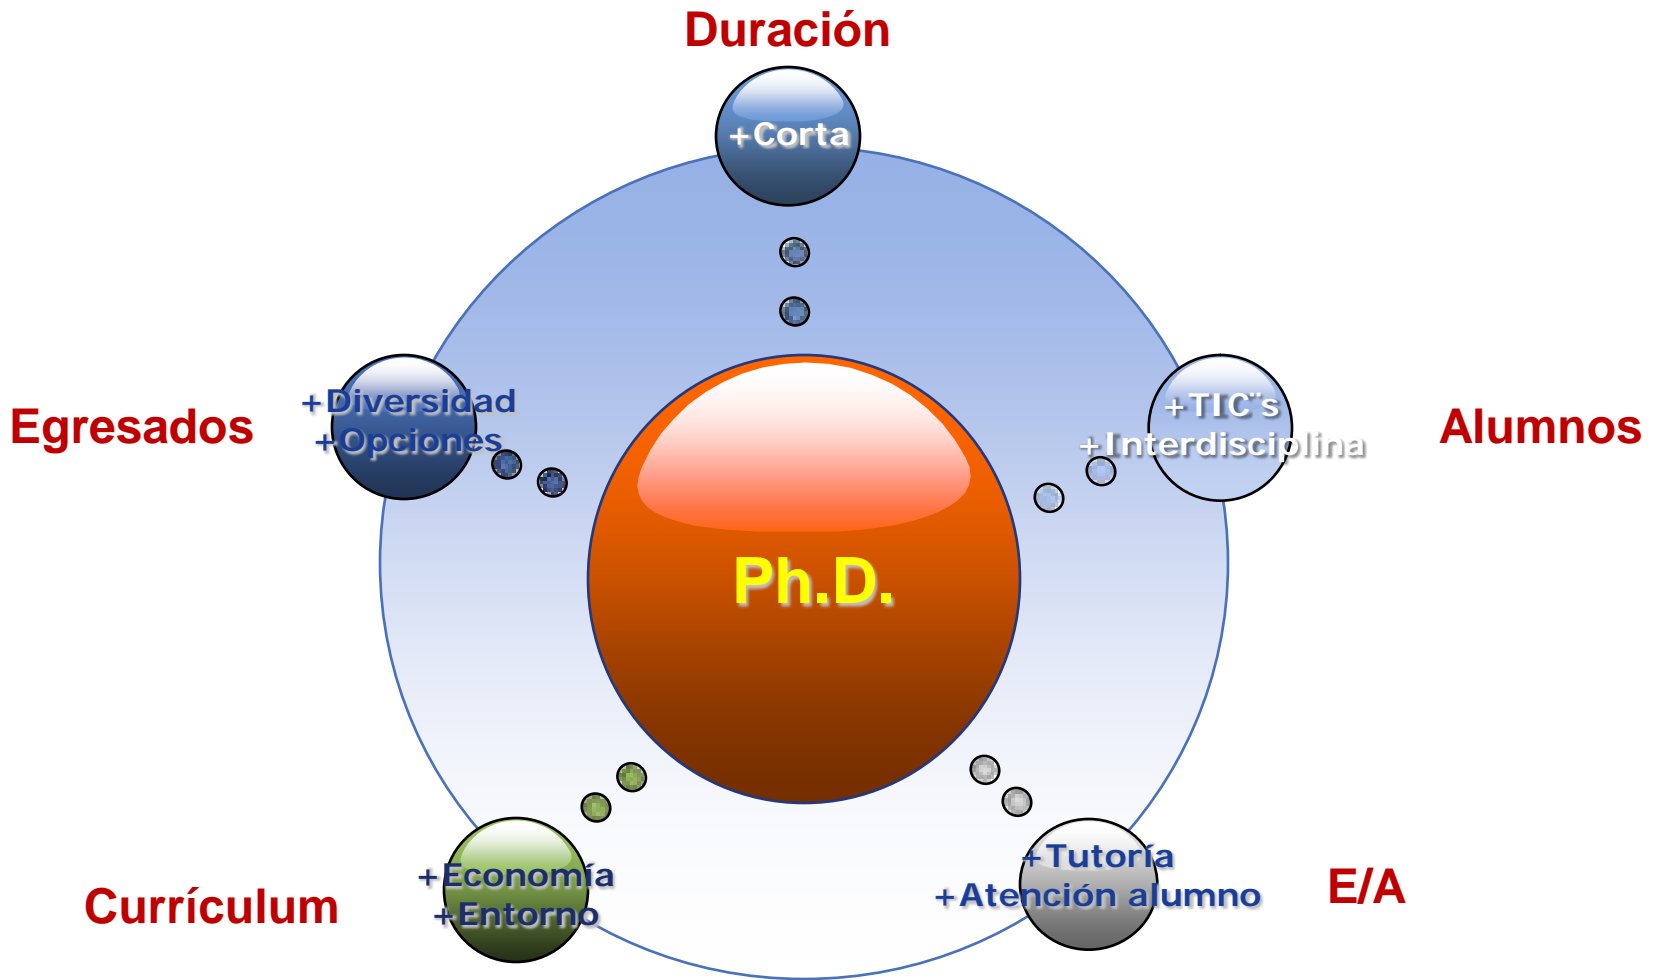 Duración
+Corta
+Diversidad
+Opciones
Egresados
+TIC¨s
+Interdisciplina
Alumnos
Ph.D.
+Economía
+Entorno
Currículum
+Tutoría
+Atención alumno
E/A